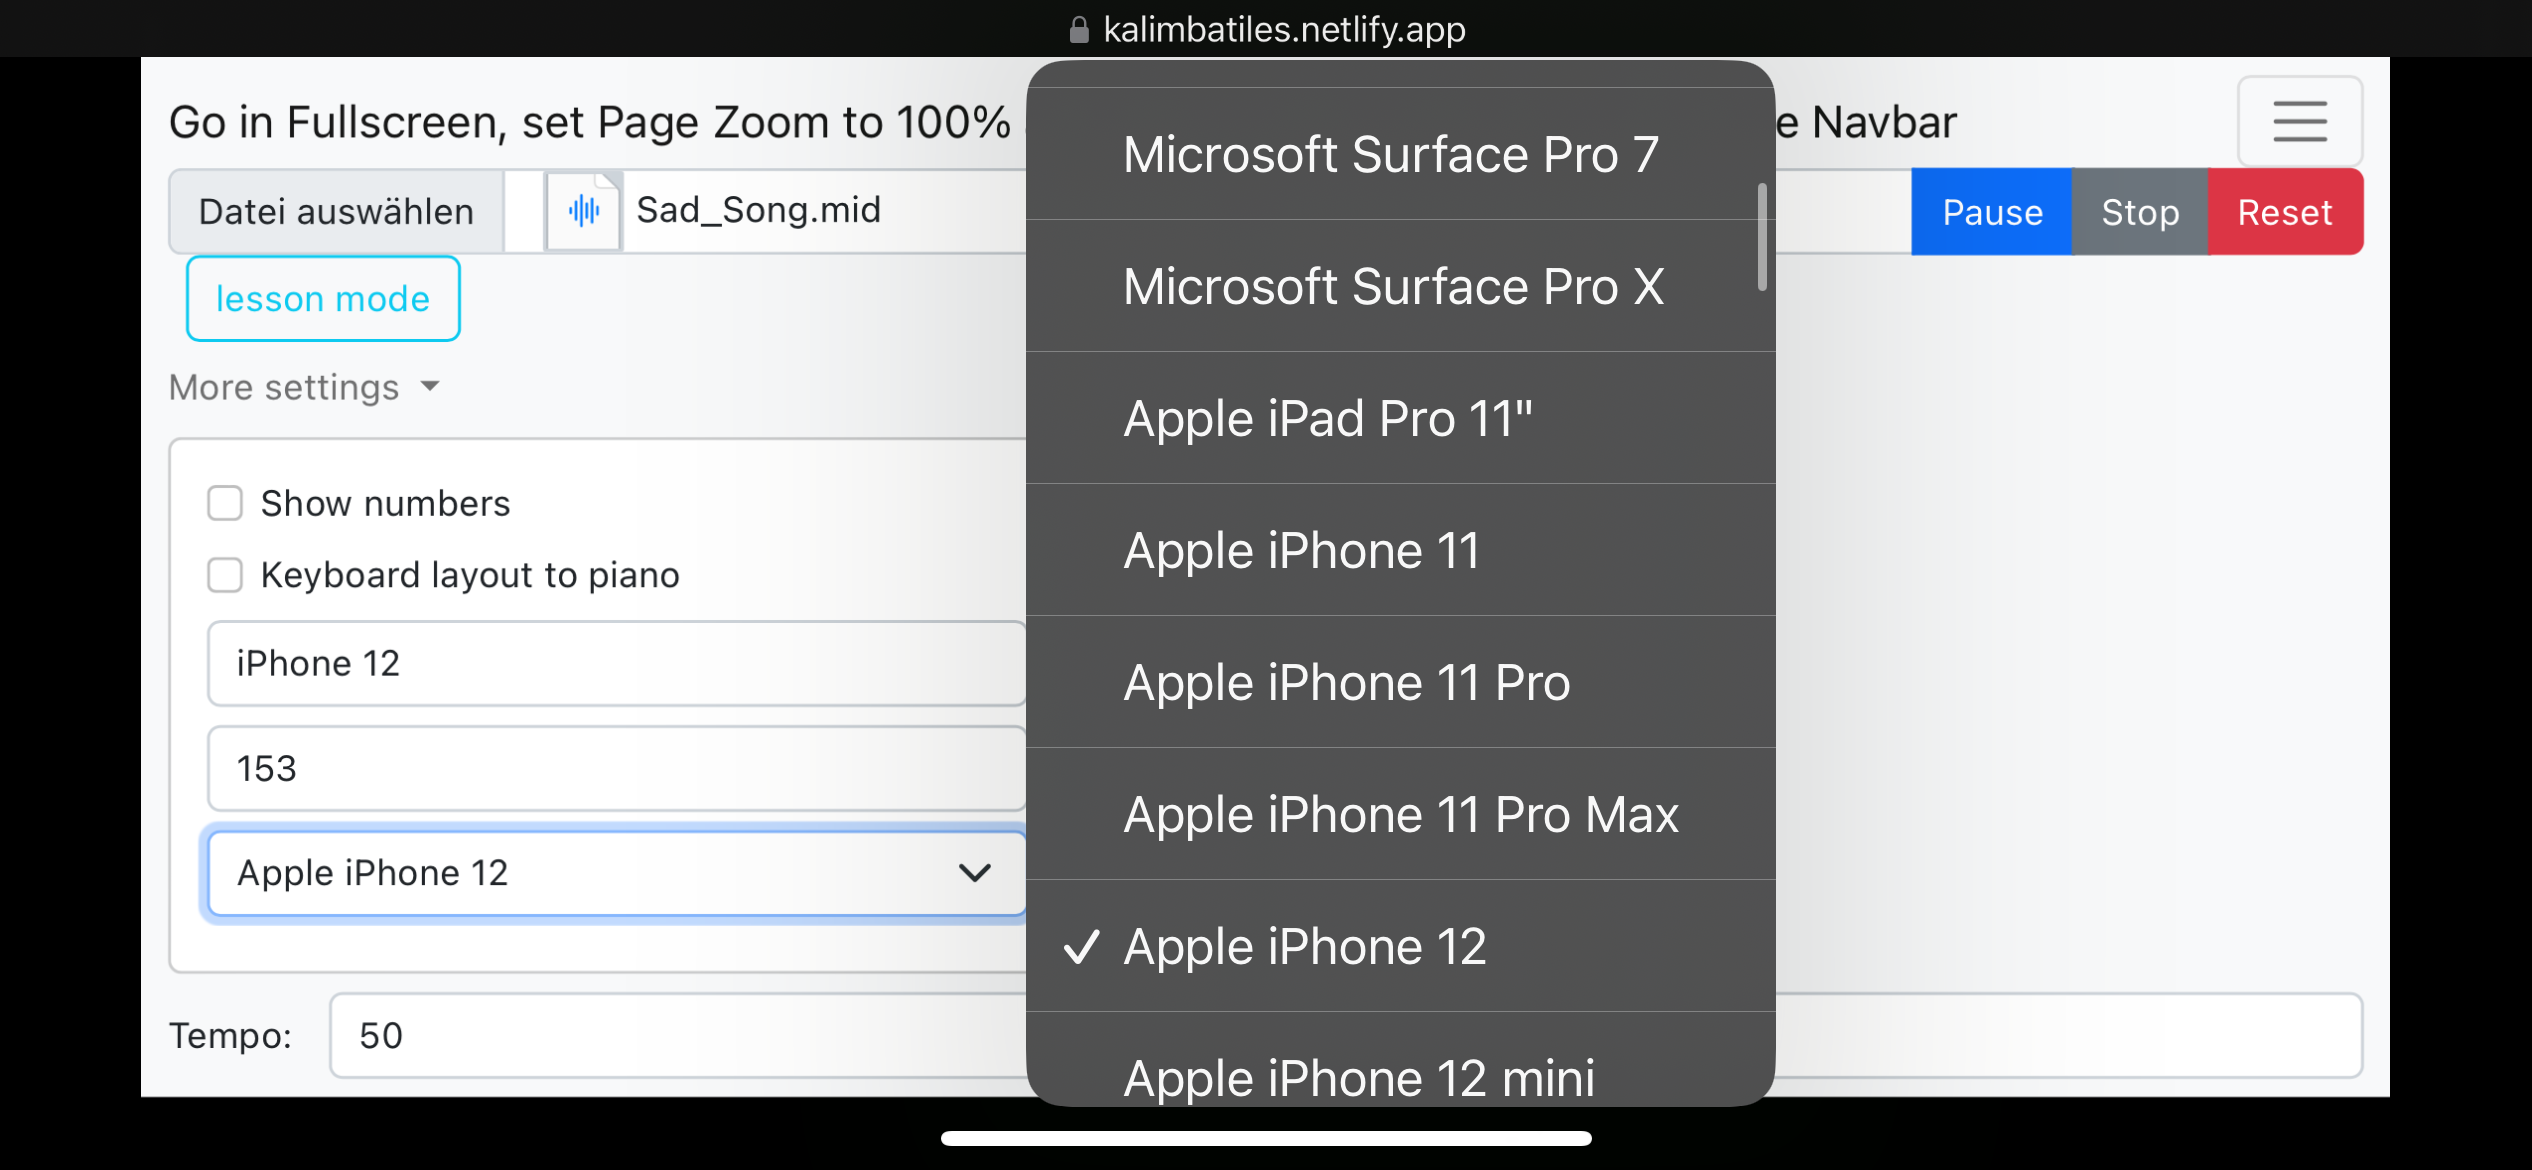 kalimbatiles.netlify.app
Go in Fullscreen, set Page Zoom to 100%
e Navbar
Datei auswählen
Sad_Song.mid
Pause
Stop
Reset
lesson mode
More settings
Show numbers
Keyboard layout to piano
iPhone 12
153
Apple iPhone 12
Tempo:
50
Microsoft Surface Pro 7
Microsoft Surface Pro X
Apple iPad Pro 11"
Apple iPhone 11
Apple iPhone 11 Pro
Apple iPhone 11 Pro Max
Apple iPhone 12
Apple iPhone 12 mini